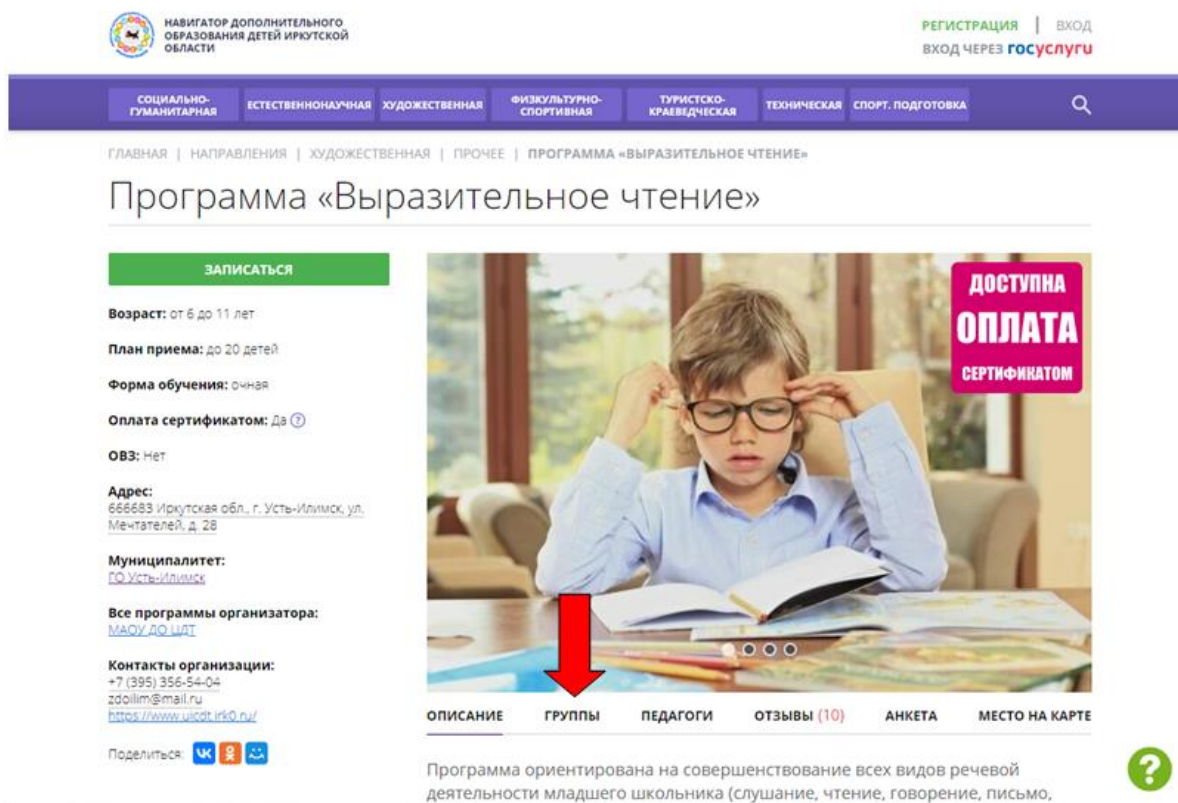 НАВИГАТОР ДОПОЛНИТЕЛЬНОГО
ОБРАЗОВАНИЯ ДЕТЕЙ ИРКУТСКОЙ
ОБЛАСТИ
РЕГИСТРАЦИЯ | ВХОД
ВХОД ЧЕРЕЗ госуслуги
СОЦИАЛЬНО-
ГУМАНИТАРНАЯ
ЕСТЕСТВЕННОНАУЧНАЯ
ХУДОЖЕСТВЕННАЯ
ФИЗКУЛЬТУРНО-
СПОРТИВНАЯ
ТУРИСТСКО-
КРАЕВЕДЧЕСКАЯ
ТЕХНИЧЕСКАЯ
СПОРТ. ПОДГОТОВКА
ГЛАВНАЯ | НАПРАВЛЕНИЯ | ХУДОЖЕСТВЕННАЯ | ПРОЧЕЕ | ПРОГРАММА «ВЫРАЗИТЕЛЬНОЕ ЧТЕНИЕ»
Программа «Выразительное чтение»
ЗАПИСАТЬСЯ
Возраст: от 6 до 11 лет
План приема: до 20 детей
Форма обучения: очная
Оплата сертификатом: Да ?
ОВЗ: Нет
Адрес:
666683 Иркутская обл., г. Усть-Илимск, ул.
Мечтателей, д. 28
Муниципалитет:
ГО Усть-Илимск
Все программы организатора:
МАОУ ДО ЦДТ
Контакты организации:
+7 (395) 356-54-04
zdoilim@mail.ru
https://www.uicdt.irk0.ru/
Поделиться:
ДОСТУПНА
ОПЛАТА
СЕРТИФИКАТОМ
ОПИСАНИЕ ГРУППЫ ПЕДАГОГИ ОТЗЫВЫ (10) АНКЕТА МЕСТО НА КАРТЕ
Программа ориентирована на совершенствование всех видов речевой
деятельности младшего школьника (слушание, чтение, говорение, письмо,
?